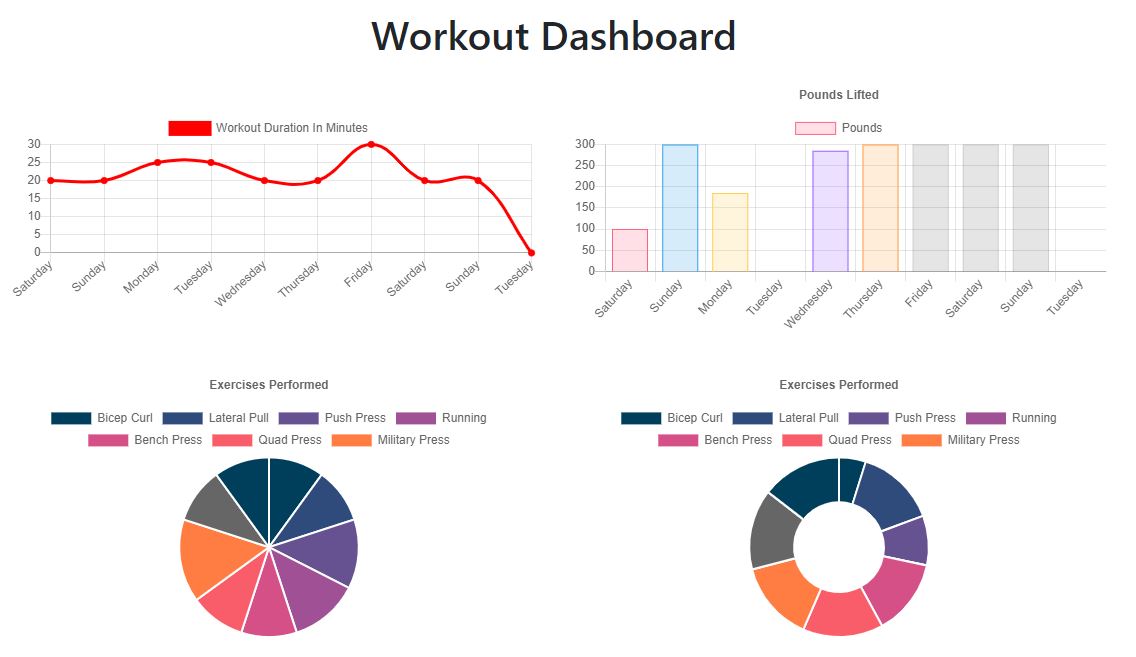 Workout Dashboard
Workout Duration In Minutes
30
25
20
15
10
5
0
Saturday Sunday Monday Tuesday Wednesday Thursday Friday Saturday Sunday Tuesday
Pounds Lifted
Pounds
300
250
200
150
100
50
0
Saturday Sunday Monday Tuesday Wednesday Thursday Friday Saturday Sunday Tuesday
Exercises Performed
Bicep Curl Lateral Pull Push Press Running
Bench Press Quad Press Military Press
Exercises Performed
Bicep Curl Lateral Pull Push Press Running
Bench Press Quad Press Military Press